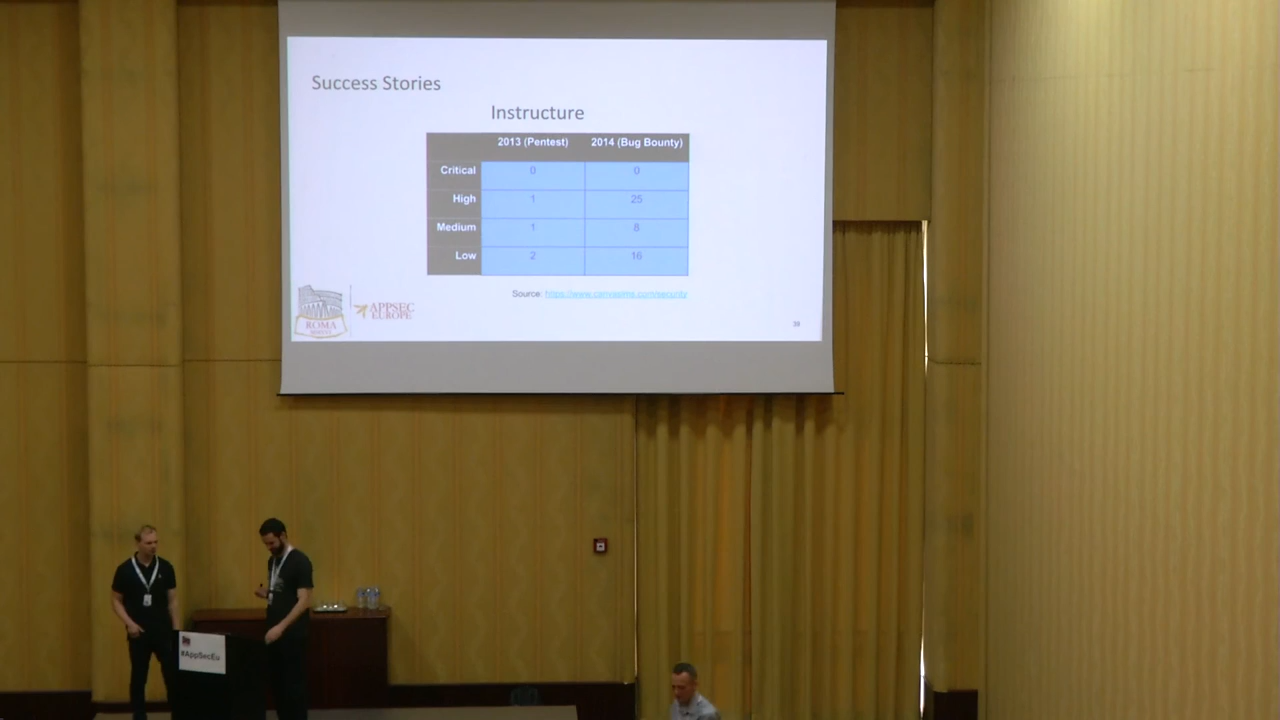 Success Stories
Instructure
2013 (Pentest) 2014 (Bug Bounty)
Critical 0 0
High 1 25
Medium 1 8
Low 2 16
Source: https://www.canvaslms.com/security
ROMA
APPSEC
EUROPE
39
#AppSecEu